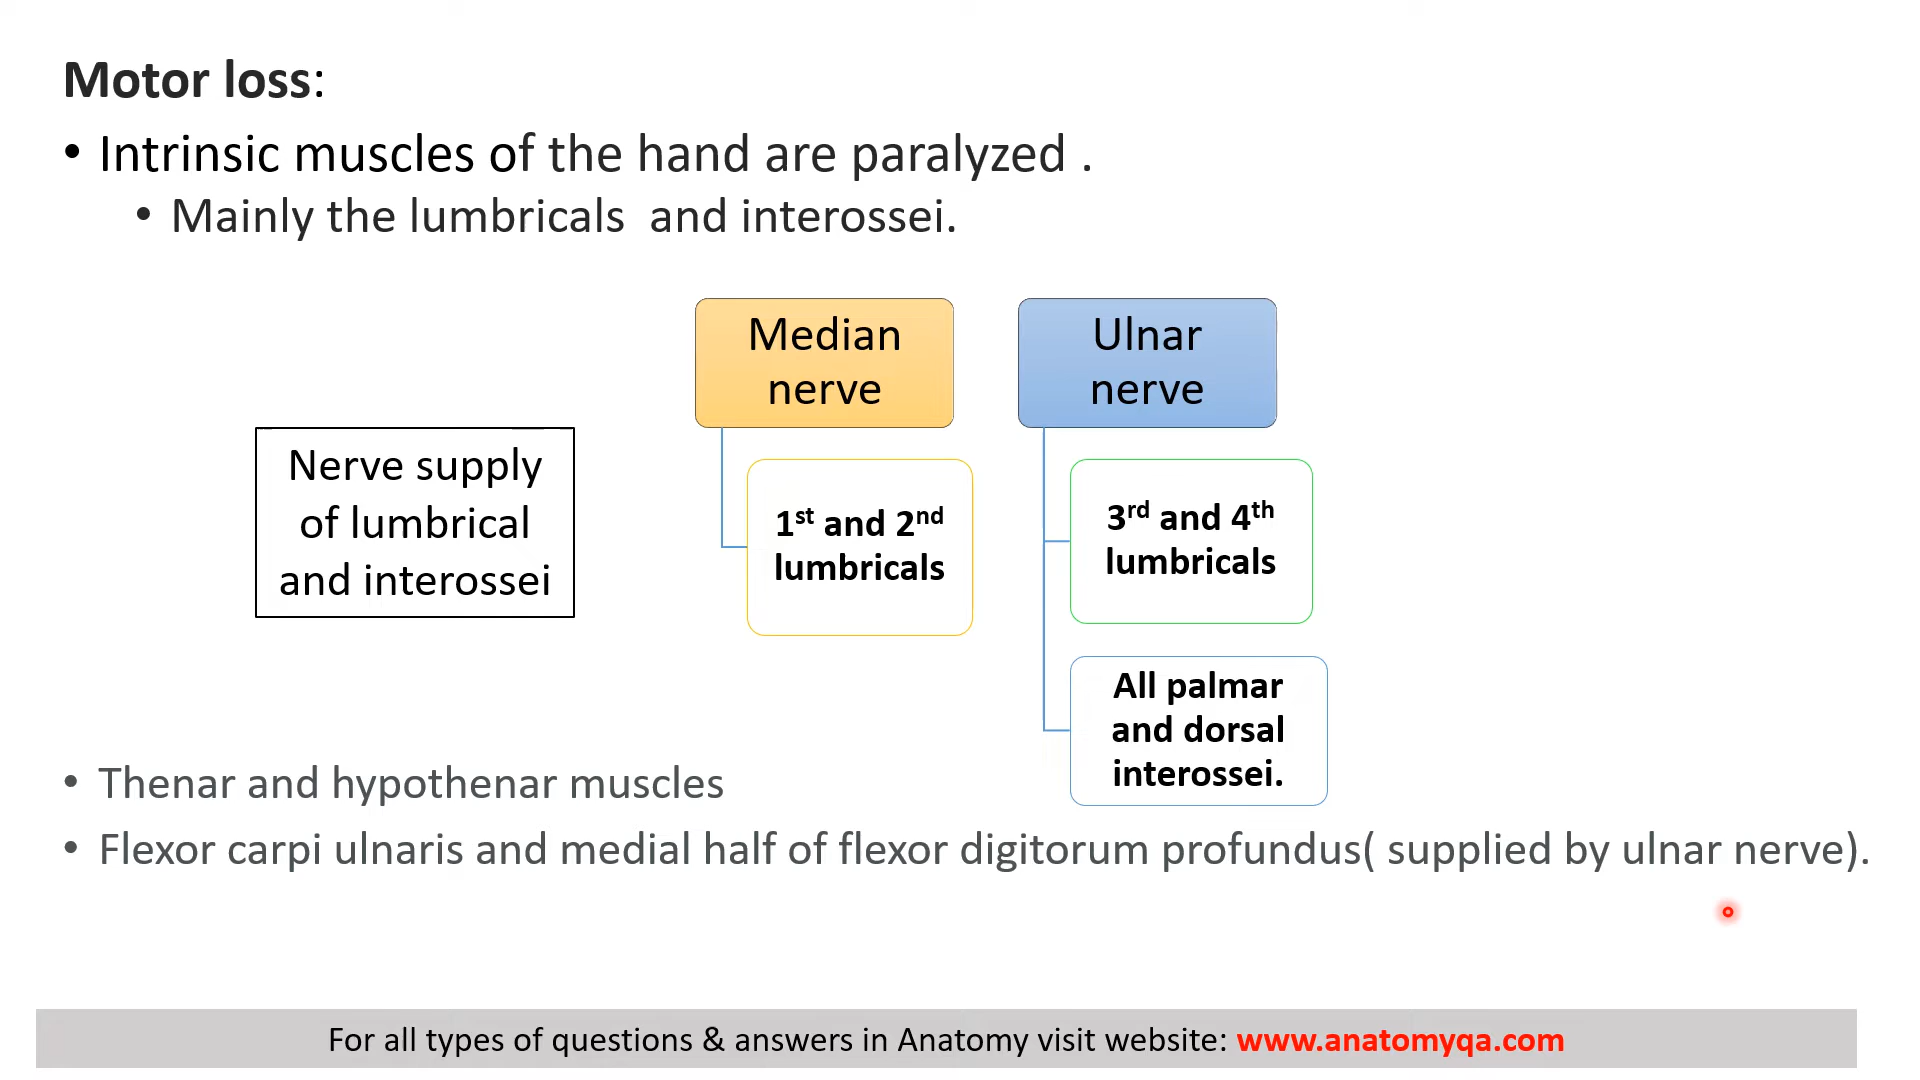 Motor loss:
• Intrinsic muscles of the hand are paralyzed .
• Mainly the lumbricals  and interossei.
Nerve supply
of lumbrical
and interossei
Median
nerve
1st and 2nd
lumbricals
Ulnar
nerve
3rd and 4th
lumbricals
All palmar
and dorsal
interossei.
• Thenar and hypothenar muscles
• Flexor carpi ulnaris and medial half of flexor digitorum profundus( supplied by ulnar nerve).
For all types of questions & answers in Anatomy visit website: www.anatomyqa.com